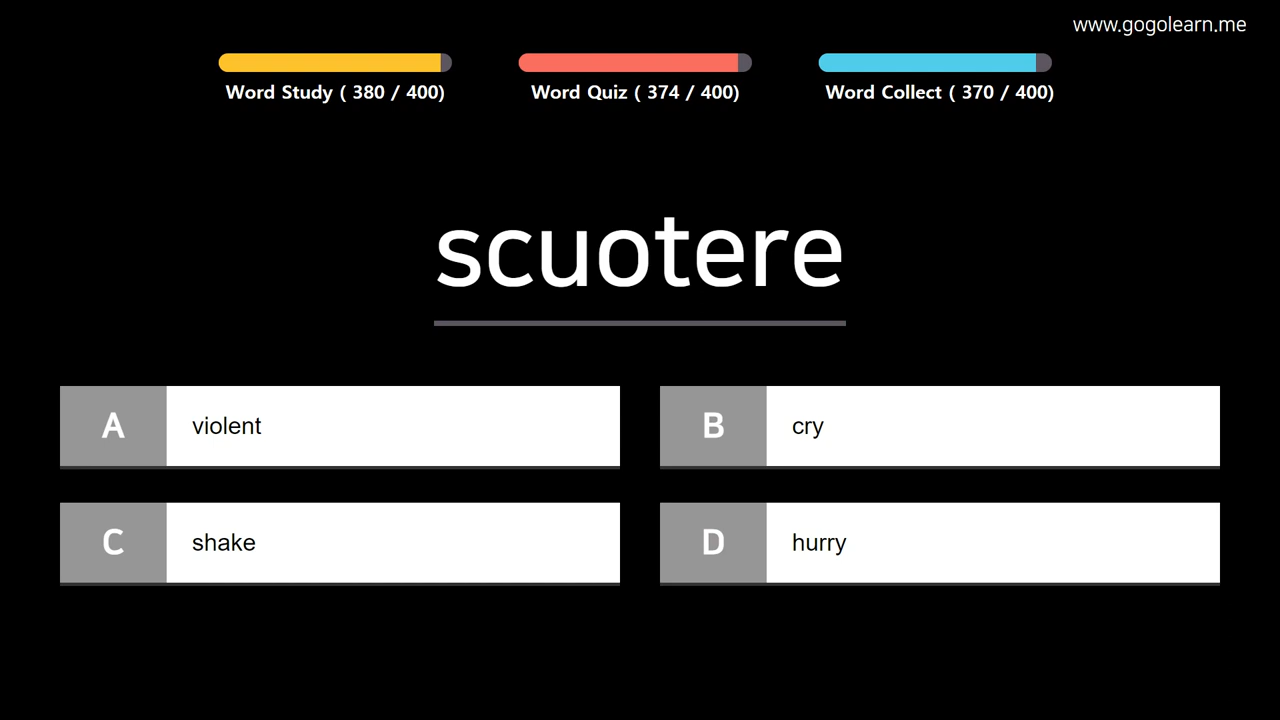 www.gogolearn.me
Word Study ( 380 / 400)
Word Quiz ( 374 / 400)
Word Collect ( 370 / 400)
scuotere
A violent
B cry
C shake
D hurry